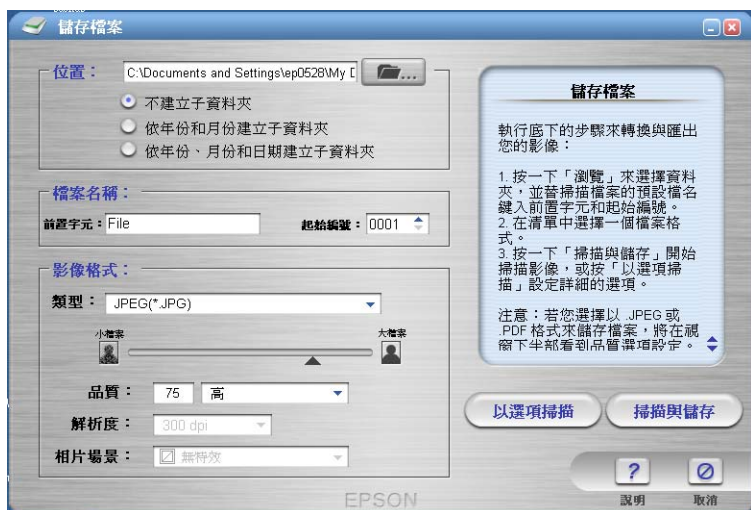 儲存檔案
位置：
C:\Documents and Settings\ep0528\My D
不建立子資料夾
依年份和月份建立子資料夾
依年份、月份和日期建立子資料夾
檔案名稱：
前置字元：File
起始編號：0001
影像格式：
類型：JPEG(*.JPG)
小檔案
大檔案
品質：75 高
解析度：300 dpi
相片場景：無特效
儲存檔案
執行底下的步驟來轉換與匯出
您的影像：
1. 按一下「瀏覽」來選擇資料
夾，並替掃描檔案的預設檔名
鍵入前置字元和起始編號。
2. 在清單中選擇一個檔案格
式。
3. 按一下「掃描與儲存」開始
掃描影像，或按「以選項掃
描」設定詳細的選項。
注意：若您選擇以 .JPEG 或
.PDF 格式來儲存檔案，將在視
窗下半部看到品質選項設定。
以選項掃描
掃描與儲存
說明
取消
EPSON